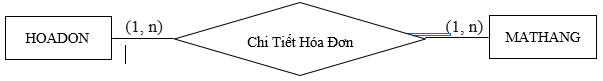 (1, n) (1, n)
HOADON Chi Tiết Hóa Đơn MATHANG